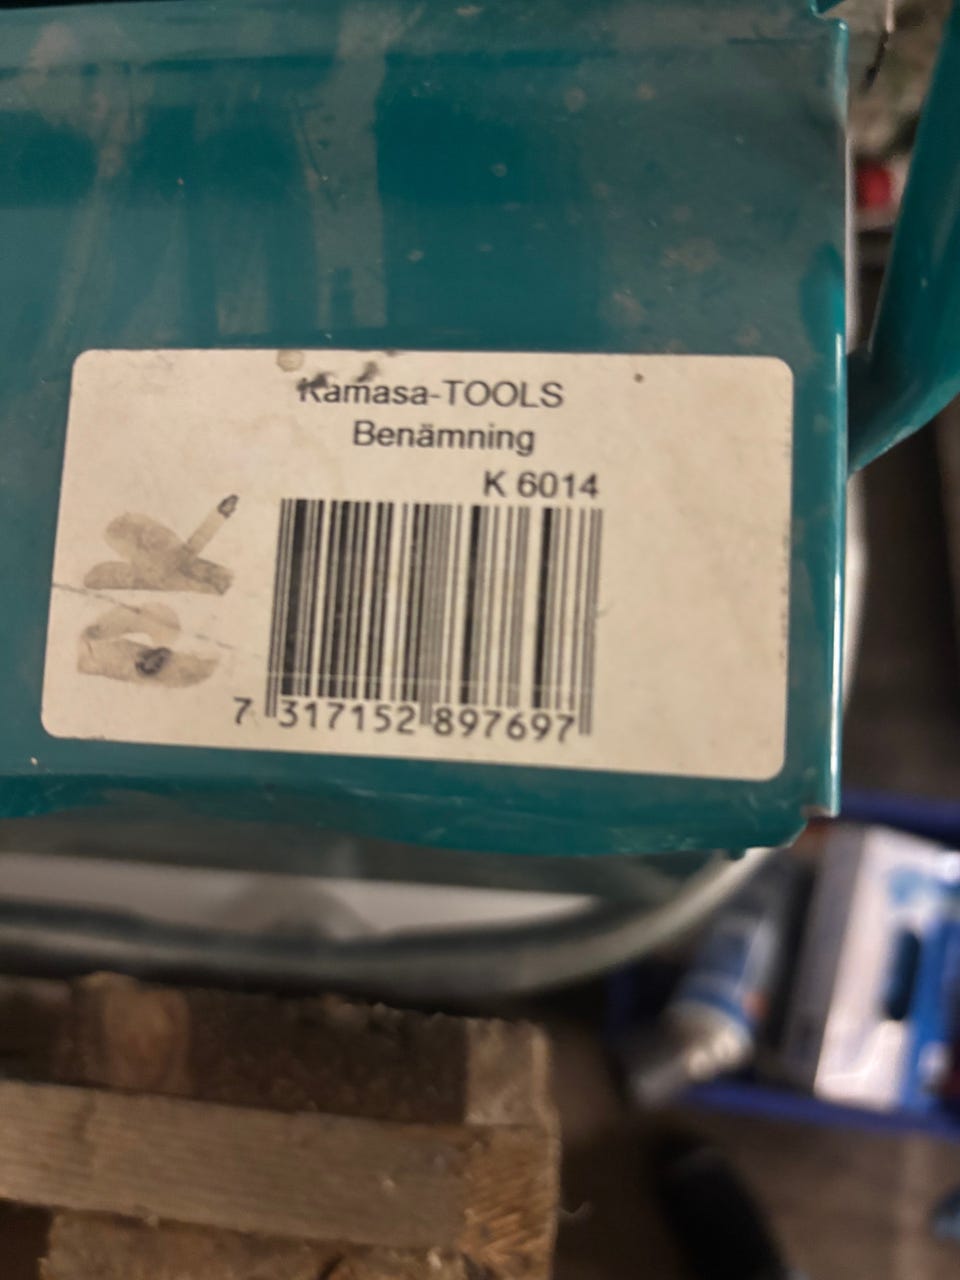 Kamasa-TOOLS
Benämning
K 6014
7 317152 897697